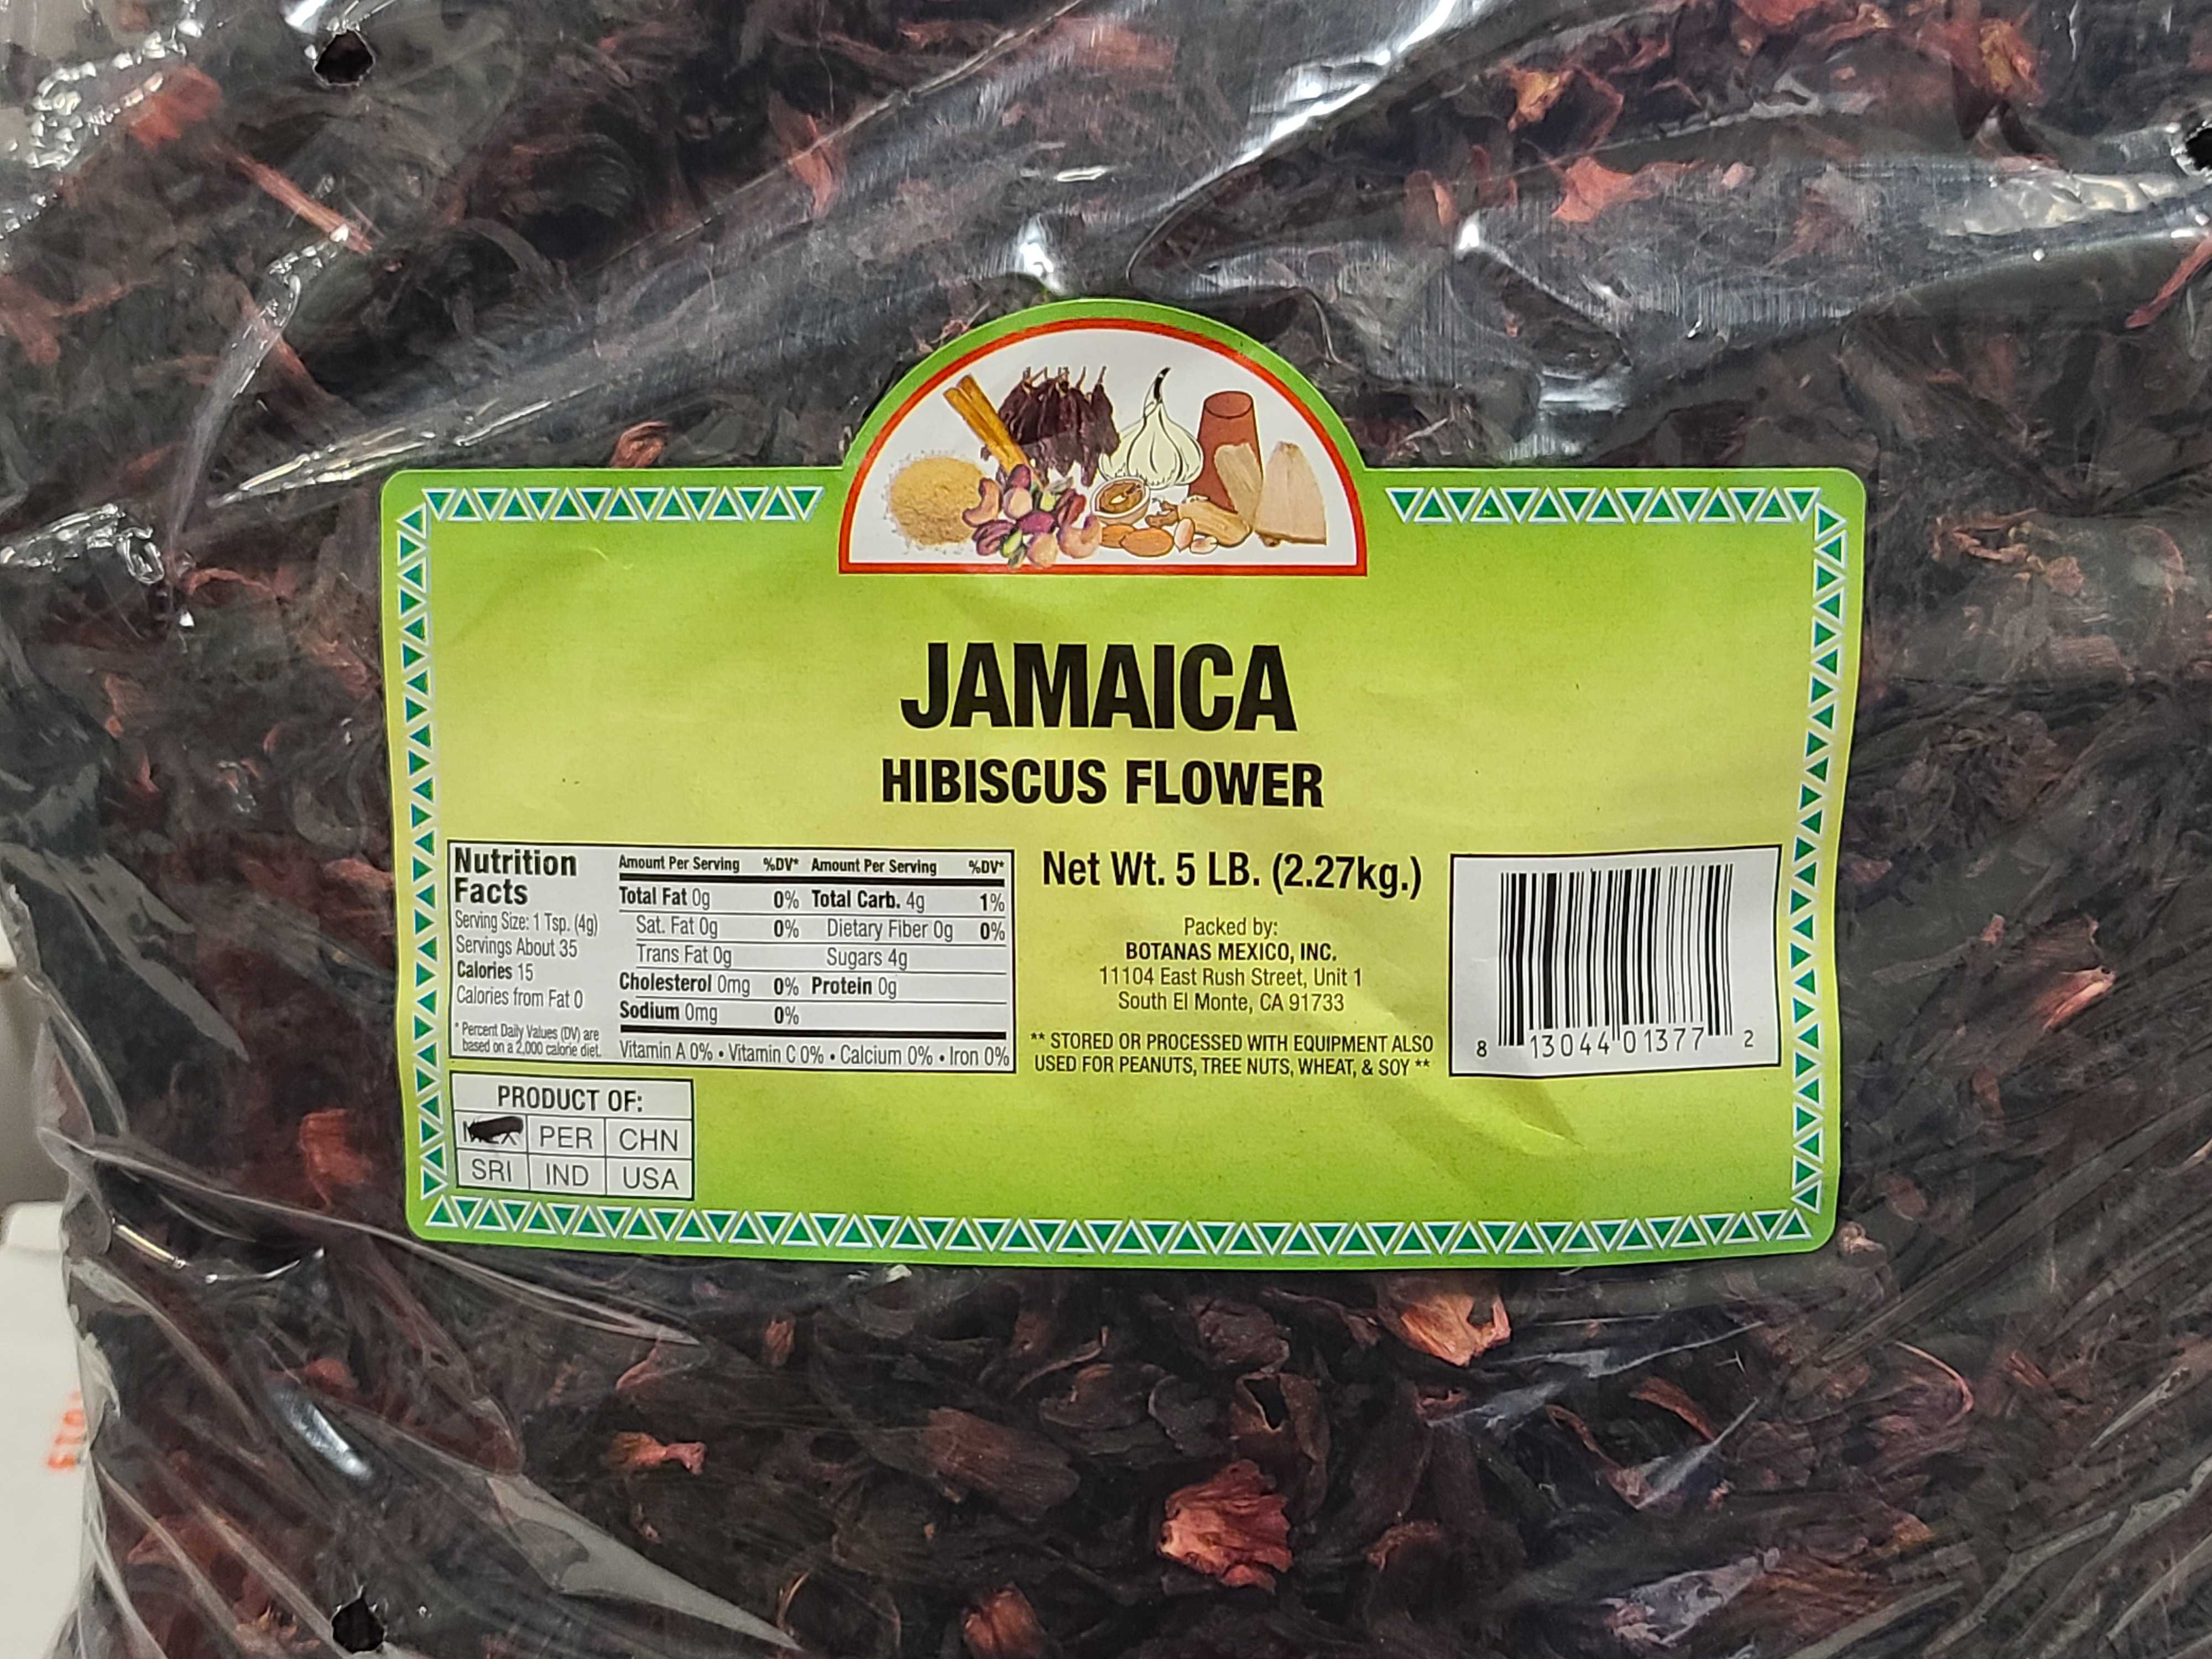 JAMAICA
HIBISCUS FLOWER
Nutrition
Facts
Serving Size: 1 Tsp. (4g)
Servings About 35
Calories 15
Calories from Fat 0
* Percent Daily Values (DV) are
based on a 2,000 calorie diet.
Amount Per Serving %DV* Amount Per Serving %DV*
Total Fat 0g 0% Total Carb. 4g 1%
Sat. Fat 0g 0% Dietary Fiber 0g 0%
Trans Fat 0g Sugars 4g
Cholesterol 0mg 0% Protein 0g
Sodium 0mg 0%
Vitamin A 0% • Vitamin C 0% • Calcium 0% • Iron 0%
Net Wt. 5 LB. (2.27kg.)
Packed by:
BOTANAS MEXICO, INC.
11104 East Rush Street, Unit 1
South El Monte, CA 91733
** STORED OR PROCESSED WITH EQUIPMENT ALSO
USED FOR PEANUTS, TREE NUTS, WHEAT, & SOY **
8 13044 01377 2
PRODUCT OF:
PER CHN
SRI IND USA